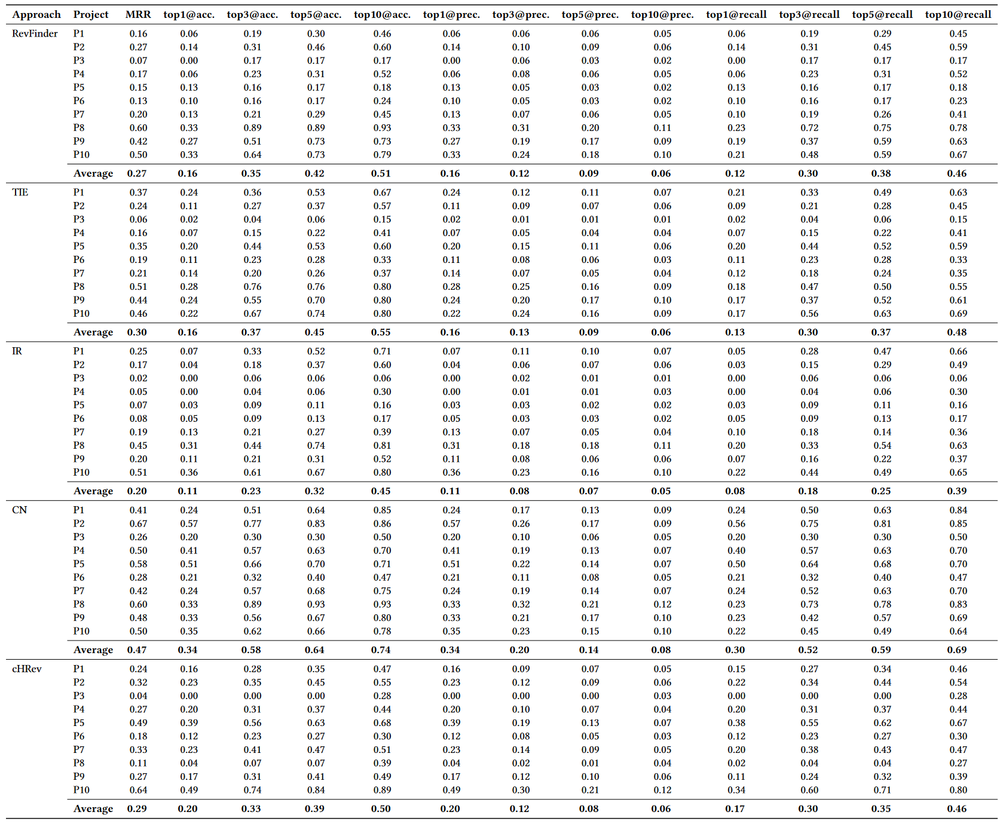 Approach Project MRR top1@acc. top3@acc. top5@acc. top10@acc. top1@prec. top3@prec. top5@prec. top10@prec. top1@recall top3@recall top5@recall top10@recall
RevFinder P1 0.16 0.06 0.19 0.30 0.46 0.06 0.06 0.06 0.05 0.06 0.19 0.29 0.45
P2 0.27 0.14 0.31 0.46 0.60 0.14 0.10 0.09 0.06 0.14 0.31 0.45 0.59
P3 0.07 0.00 0.17 0.17 0.17 0.00 0.06 0.03 0.02 0.00 0.17 0.17 0.17
P4 0.17 0.06 0.23 0.31 0.52 0.06 0.08 0.06 0.05 0.06 0.23 0.31 0.52
P5 0.15 0.13 0.16 0.17 0.18 0.13 0.05 0.03 0.02 0.13 0.16 0.17 0.18
P6 0.13 0.10 0.16 0.17 0.24 0.10 0.05 0.03 0.02 0.10 0.16 0.17 0.23
P7 0.20 0.13 0.21 0.29 0.45 0.13 0.07 0.06 0.05 0.10 0.19 0.26 0.41
P8 0.60 0.33 0.89 0.89 0.93 0.33 0.31 0.20 0.11 0.23 0.72 0.75 0.78
P9 0.42 0.27 0.51 0.73 0.73 0.27 0.19 0.17 0.09 0.19 0.37 0.59 0.63
P10 0.50 0.33 0.64 0.73 0.79 0.33 0.24 0.18 0.10 0.21 0.48 0.59 0.67
Average 0.27 0.16 0.35 0.42 0.51 0.16 0.12 0.09 0.06 0.12 0.30 0.38 0.46
TIE P1 0.37 0.24 0.36 0.53 0.67 0.24 0.12 0.11 0.07 0.21 0.33 0.49 0.63
P2 0.24 0.11 0.27 0.37 0.57 0.11 0.09 0.07 0.06 0.09 0.21 0.28 0.45
P3 0.06 0.02 0.04 0.06 0.15 0.02 0.01 0.01 0.01 0.02 0.04 0.06 0.15
P4 0.16 0.07 0.15 0.22 0.41 0.07 0.05 0.04 0.04 0.07 0.15 0.22 0.41
P5 0.35 0.20 0.44 0.53 0.60 0.20 0.15 0.11 0.06 0.20 0.44 0.52 0.59
P6 0.19 0.11 0.23 0.28 0.33 0.11 0.08 0.06 0.03 0.11 0.23 0.28 0.33
P7 0.21 0.14 0.20 0.26 0.37 0.14 0.07 0.05 0.04 0.12 0.18 0.24 0.35
P8 0.51 0.28 0.76 0.76 0.80 0.28 0.25 0.16 0.09 0.18 0.47 0.50 0.55
P9 0.44 0.24 0.55 0.70 0.80 0.24 0.20 0.17 0.10 0.17 0.37 0.52 0.61
P10 0.46 0.22 0.67 0.74 0.80 0.22 0.24 0.16 0.09 0.17 0.56 0.63 0.69
Average 0.30 0.16 0.37 0.45 0.55 0.16 0.13 0.09 0.06 0.13 0.30 0.37 0.48
IR P1 0.25 0.07 0.33 0.52 0.71 0.07 0.11 0.10 0.07 0.05 0.28 0.47 0.66
P2 0.17 0.04 0.18 0.37 0.60 0.04 0.06 0.07 0.06 0.03 0.15 0.29 0.49
P3 0.02 0.00 0.06 0.06 0.06 0.00 0.02 0.01 0.01 0.00 0.06 0.06 0.06
P4 0.05 0.00 0.04 0.06 0.30 0.00 0.01 0.01 0.03 0.00 0.04 0.06 0.30
P5 0.07 0.03 0.09 0.11 0.16 0.03 0.03 0.02 0.02 0.03 0.09 0.11 0.16
P6 0.08 0.05 0.09 0.13 0.17 0.05 0.03 0.03 0.02 0.05 0.09 0.13 0.17
P7 0.19 0.13 0.21 0.27 0.39 0.13 0.07 0.05 0.04 0.10 0.18 0.14 0.36
P8 0.45 0.31 0.44 0.74 0.81 0.31 0.18 0.18 0.11 0.20 0.33 0.54 0.63
P9 0.20 0.11 0.21 0.31 0.52 0.11 0.08 0.06 0.06 0.07 0.16 0.22 0.37
P10 0.51 0.36 0.61 0.67 0.80 0.36 0.23 0.16 0.10 0.22 0.44 0.49 0.65
Average 0.20 0.11 0.23 0.32 0.45 0.11 0.08 0.07 0.05 0.08 0.18 0.25 0.39
CN P1 0.41 0.24 0.51 0.64 0.85 0.24 0.17 0.13 0.09 0.24 0.50 0.63 0.84
P2 0.67 0.57 0.77 0.83 0.86 0.57 0.26 0.17 0.09 0.56 0.75 0.81 0.85
P3 0.26 0.20 0.30 0.30 0.50 0.20 0.10 0.06 0.05 0.20 0.30 0.30 0.50
P4 0.50 0.41 0.57 0.63 0.70 0.41 0.19 0.13 0.07 0.40 0.57 0.63 0.70
P5 0.58 0.51 0.66 0.70 0.71 0.51 0.22 0.14 0.07 0.50 0.64 0.68 0.70
P6 0.28 0.21 0.32 0.40 0.47 0.21 0.11 0.08 0.05 0.21 0.32 0.40 0.47
P7 0.42 0.24 0.57 0.68 0.75 0.24 0.19 0.14 0.07 0.24 0.52 0.63 0.70
P8 0.60 0.33 0.89 0.93 0.93 0.33 0.32 0.21 0.12 0.23 0.73 0.78 0.83
P9 0.48 0.33 0.56 0.67 0.80 0.33 0.21 0.17 0.10 0.23 0.42 0.57 0.69
P10 0.50 0.35 0.62 0.66 0.78 0.35 0.23 0.15 0.10 0.22 0.45 0.49 0.64
Average 0.47 0.34 0.58 0.64 0.74 0.34 0.20 0.14 0.08 0.30 0.52 0.59 0.69
cHRev P1 0.24 0.16 0.28 0.35 0.47 0.16 0.09 0.07 0.05 0.15 0.27 0.34 0.46
P2 0.32 0.23 0.35 0.45 0.55 0.23 0.12 0.09 0.06 0.22 0.34 0.44 0.54
P3 0.04 0.00 0.00 0.00 0.28 0.00 0.00 0.00 0.03 0.00 0.00 0.00 0.28
P4 0.27 0.20 0.31 0.37 0.44 0.20 0.10 0.07 0.04 0.20 0.31 0.37 0.44
P5 0.49 0.39 0.56 0.63 0.68 0.39 0.19 0.13 0.07 0.38 0.55 0.62 0.67
P6 0.18 0.12 0.23 0.27 0.30 0.12 0.08 0.05 0.03 0.12 0.23 0.27 0.30
P7 0.33 0.23 0.41 0.47 0.51 0.23 0.14 0.09 0.05 0.20 0.38 0.43 0.47
P8 0.11 0.04 0.07 0.07 0.39 0.04 0.02 0.01 0.04 0.02 0.04 0.04 0.27
P9 0.27 0.17 0.31 0.41 0.49 0.17 0.12 0.10 0.06 0.11 0.24 0.32 0.39
P10 0.64 0.49 0.74 0.84 0.89 0.49 0.30 0.21 0.12 0.34 0.60 0.71 0.80
Average 0.29 0.20 0.33 0.39 0.50 0.20 0.12 0.08 0.06 0.17 0.30 0.35 0.46